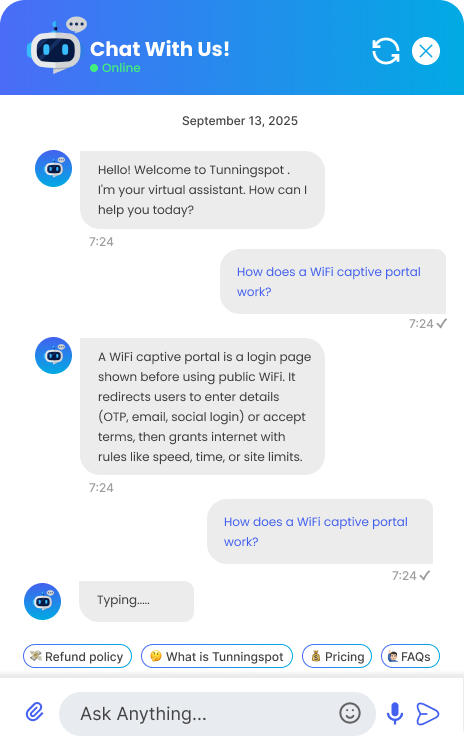 Chat With Us!
Online
September 13, 2025
Hello! Welcome to Tunningspot .
I'm your virtual assistant. How can I
help you today?
7:24
How does a WiFi captive portal
work?
7:24
A WiFi captive portal is a login page
shown before using public WiFi. It
redirects users to enter details
(OTP, email, social login) or accept
terms, then grants internet with
rules like speed, time, or site limits.
7:24
How does a WiFi captive portal
work?
7:24
Typing.....
Refund policy
What is Tunningspot
Pricing
FAQs
Ask Anything...